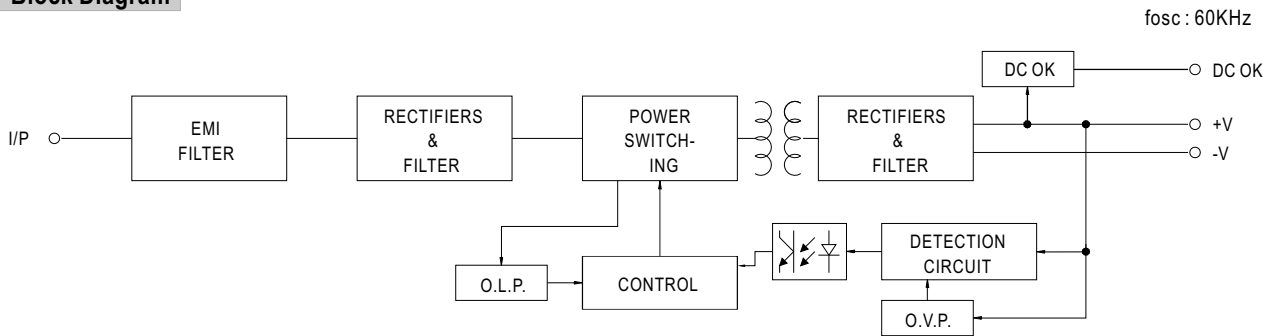 Block Diagram
fosc : 60KHz
DC OK
DC OK
I/P
EMI
FILTER
RECTIFIERS
&
FILTER
POWER
SWITCH-
ING
RECTIFIERS
&
FILTER
+V
-V
O.L.P.
CONTROL
DETECTION
CIRCUIT
O.V.P.